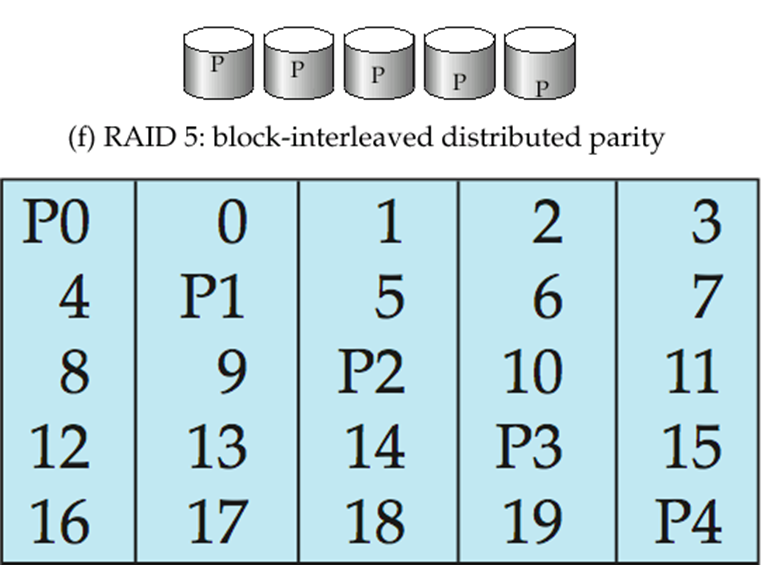 P P P P P
(f) RAID 5: block-interleaved distributed parity
P0 0 1 2 3
4 P1 5 6 7
8 9 P2 10 11
12 13 14 P3 15
16 17 18 19 P4